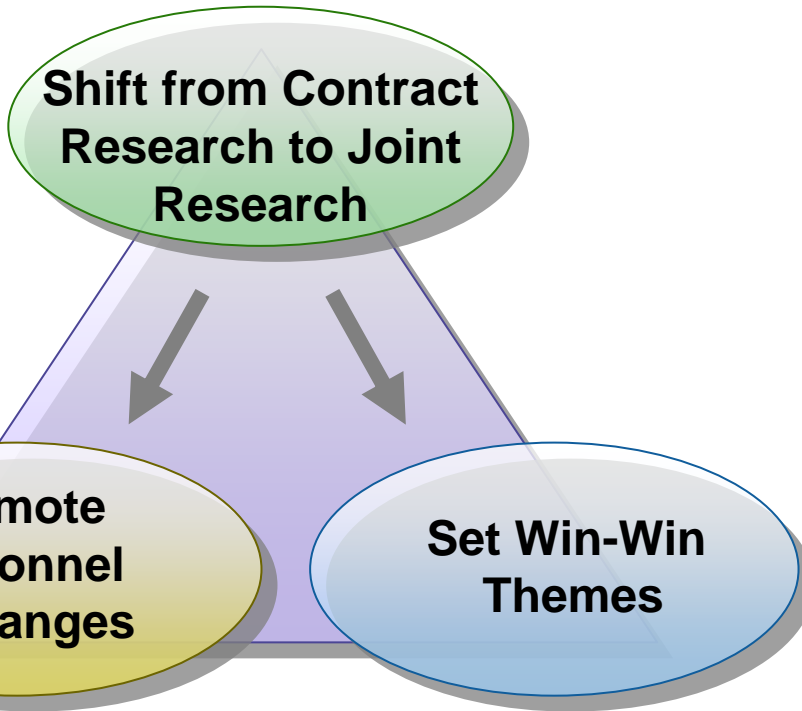 Shift from Contract
Research to Joint
Research
mote
onnel
anges
Set Win-Win
Themes